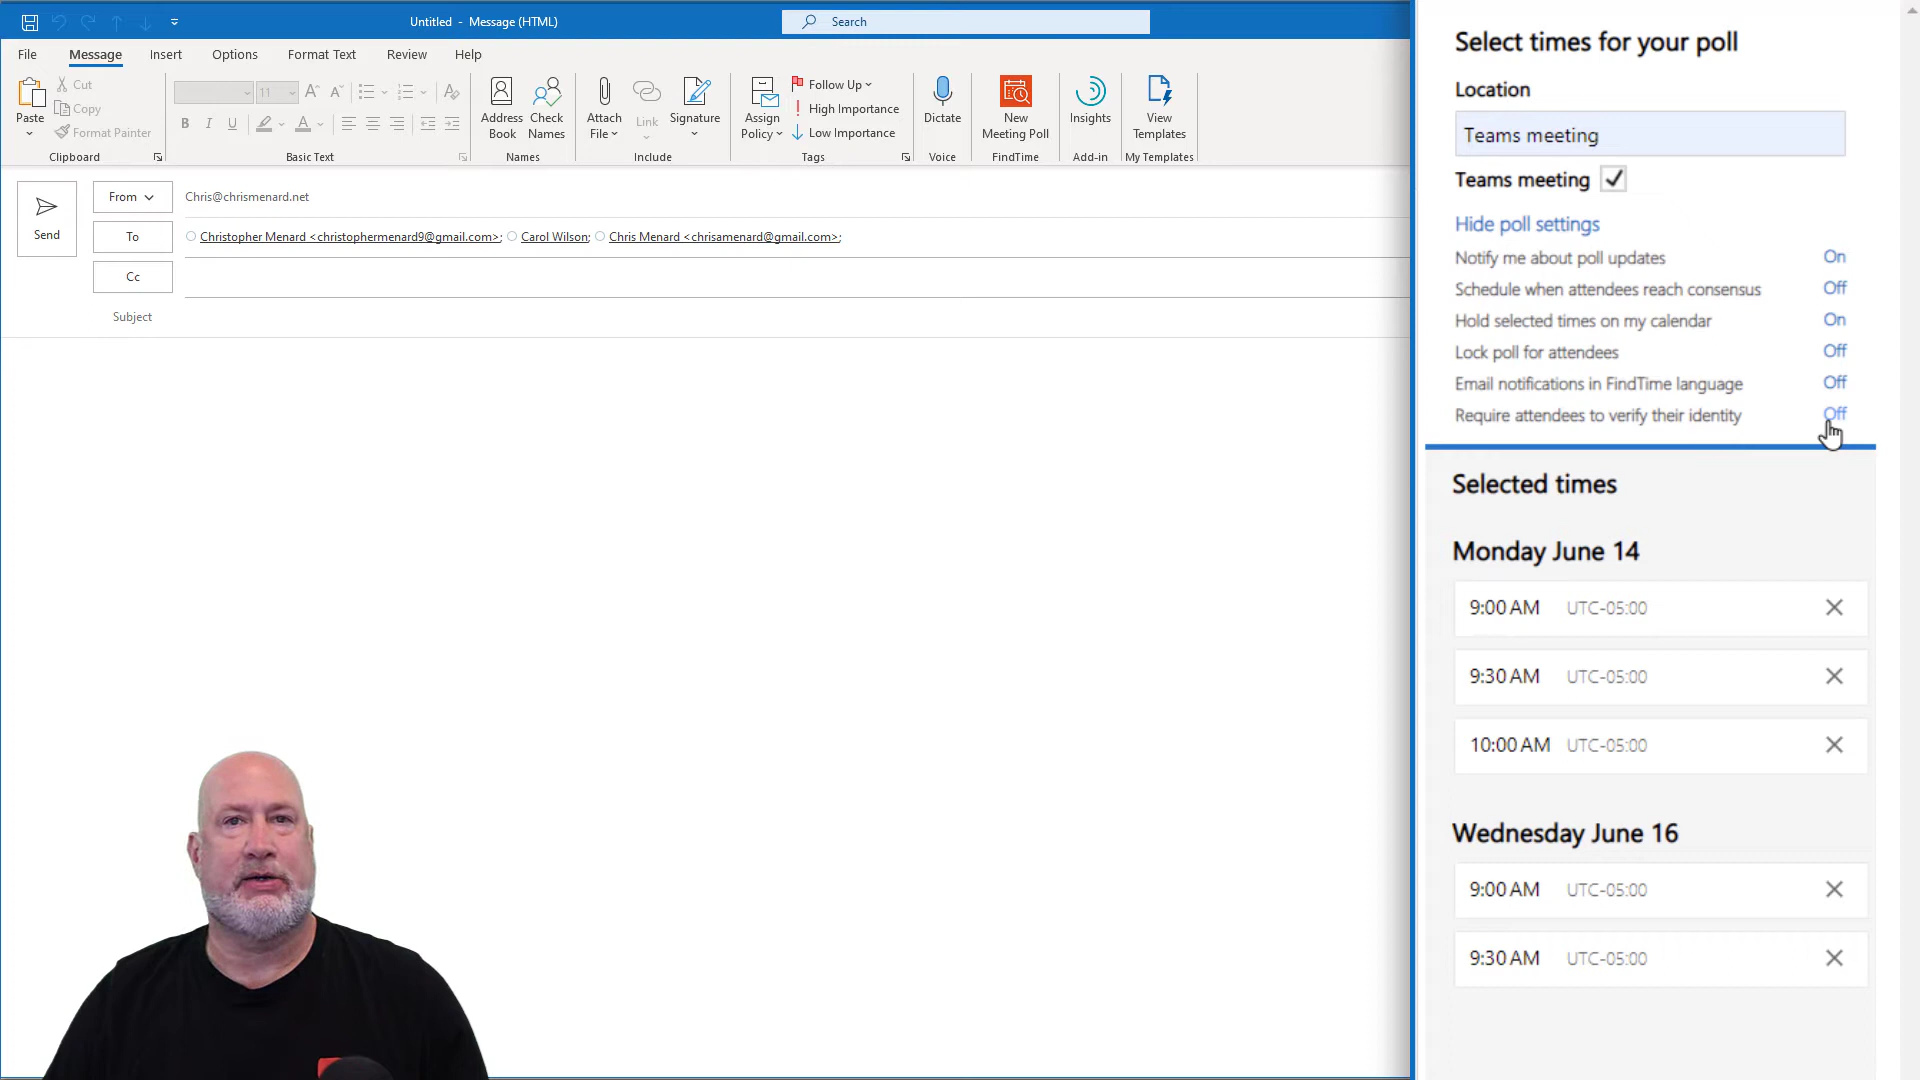 Untitled - Message (HTML)
Search
File
Message
Insert
Options
Format Text
Review
Help
Paste
Cut
Copy
Format Painter
Clipboard
11
B
I
U
A
Basic Text
Address Book
Check Names
Names
Attach File
Link
Signature
Include
Assign Policy
Follow Up
High Importance
Low Importance
Tags
Dictate
Voice
New Meeting Poll
FindTime
Insights
Add-in
View Templates
My Templates
Send
From
Chris@chrismenard.net
To
Christopher Menard <christophermenard9@gmail.com>; Carol Wilson; Chris Menard <chrisamenard@gmail.com>;
Cc
Subject
Select times for your poll
Location
Teams meeting
Teams meeting
Hide poll settings
Notify me about poll updates On
Schedule when attendees reach consensus Off
Hold selected times on my calendar On
Lock poll for attendees Off
Email notifications in FindTime language Off
Require attendees to verify their identity Off
Selected times
Monday June 14
9:00 AM UTC-05:00
9:30 AM UTC-05:00
10:00 AM UTC-05:00
Wednesday June 16
9:00 AM UTC-05:00
9:30 AM UTC-05:00